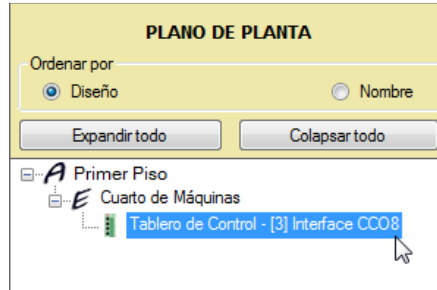 PLANO DE PLANTA
Ordenar por
Diseño Nombre
Expandir todo Colapsar todo
A Primer Piso
E Cuarto de Máquinas
Tablero de Control - [3] Interface CCO8